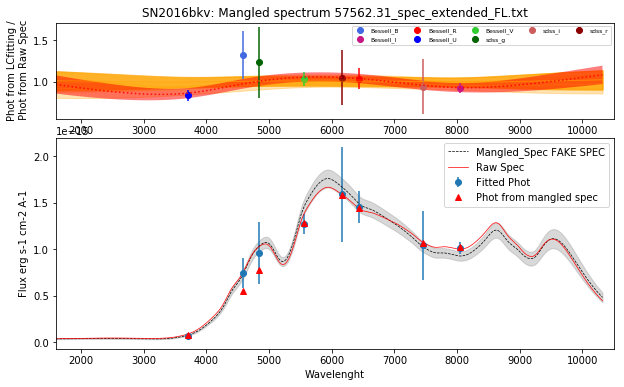 SN2016bkv: Mangled spectrum 57562.31_spec_extended_FL.txt
Phot from LCfitting /
Phot from Raw Spec
1.5
1.0
Bessell_B
Bessell_I
Bessell_R
Bessell_U
Bessell_V
sdss_g
sdss_i
sdss_r
2000 3000 4000 5000 6000 7000 8000 9000 10000
Flux erg s-1 cm-2 A-1
2.0
1.5
1.0
0.5
0.0
Mangled_Spec FAKE SPEC
Raw Spec
Fitted Phot
Phot from mangled spec
2000 3000 4000 5000 6000 7000 8000 9000 10000
Wavelenght